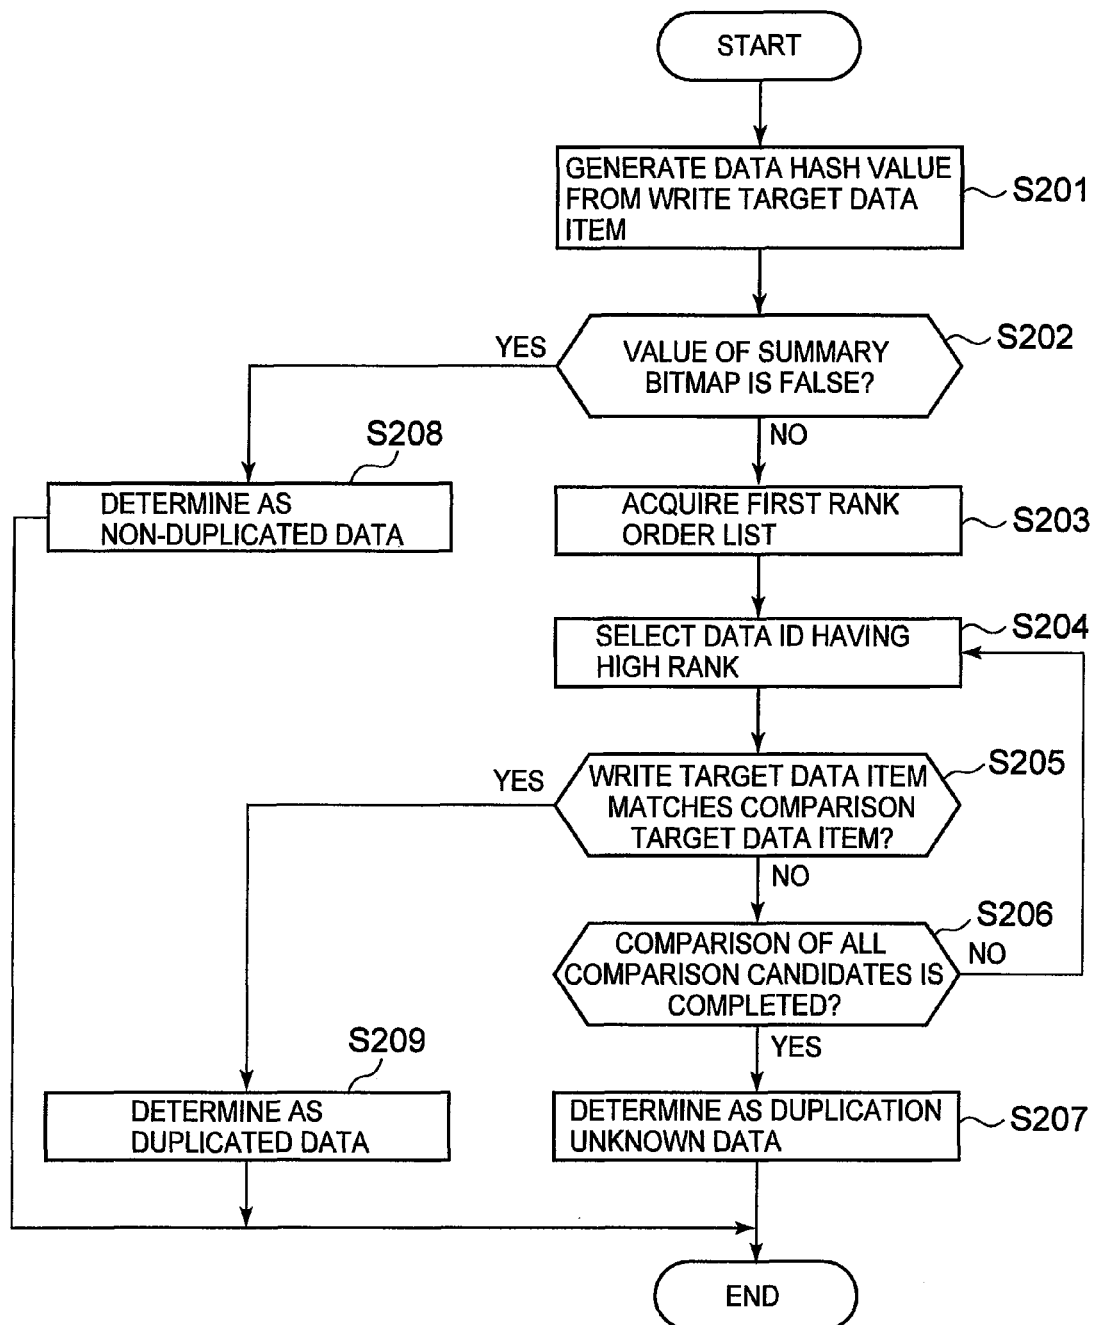 START
GENERATE DATA HASH VALUE
FROM WRITE TARGET DATA
ITEM
S201
VALUE OF SUMMARY
BITMAP IS FALSE?
S202
YES
NO
S208
DETERMINE AS
NON-DUPLICATED DATA
ACQUIRE FIRST RANK
ORDER LIST
S203
SELECT DATA ID HAVING
HIGH RANK
S204
WRITE TARGET DATA ITEM
MATCHES COMPARISON
TARGET DATA ITEM?
S205
YES
NO
COMPARISON OF ALL
COMPARISON CANDIDATES IS
COMPLETED?
S206
NO
YES
S209
DETERMINE AS
DUPLICATED DATA
DETERMINE AS DUPLICATION
UNKNOWN DATA
S207
END